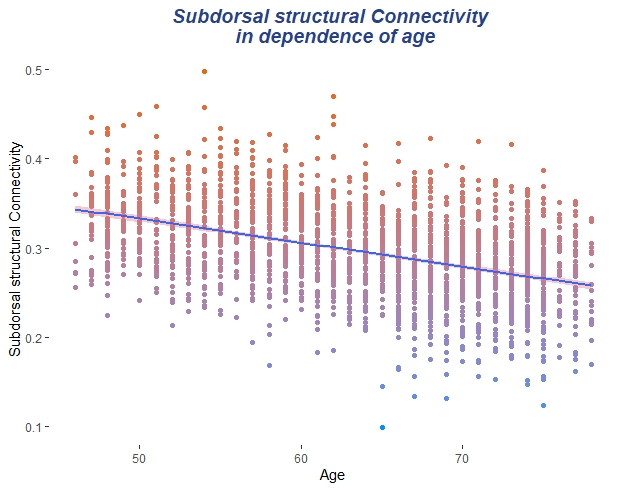 Subdorsal structural Connectivity
in dependence of age
Subdorsal structural Connectivity
0.5
0.4
0.3
0.2
0.1
50
60
70
Age